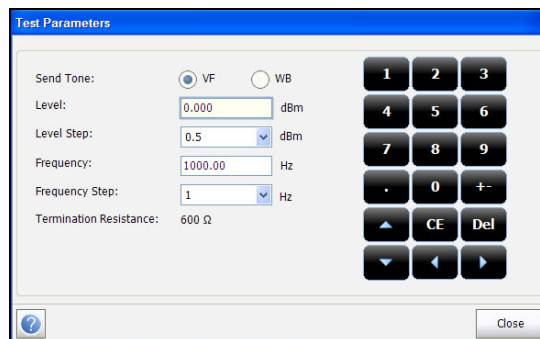 Test Parameters
Send Tone: VF WB
Level: 0.000 dBm
Level Step: 0.5 dBm
Frequency: 1000.00 Hz
Frequency Step: 1 Hz
Termination Resistance: 600 Ω
1 2 3
4 5 6
7 8 9
. 0 +-
CE Del
?
Close